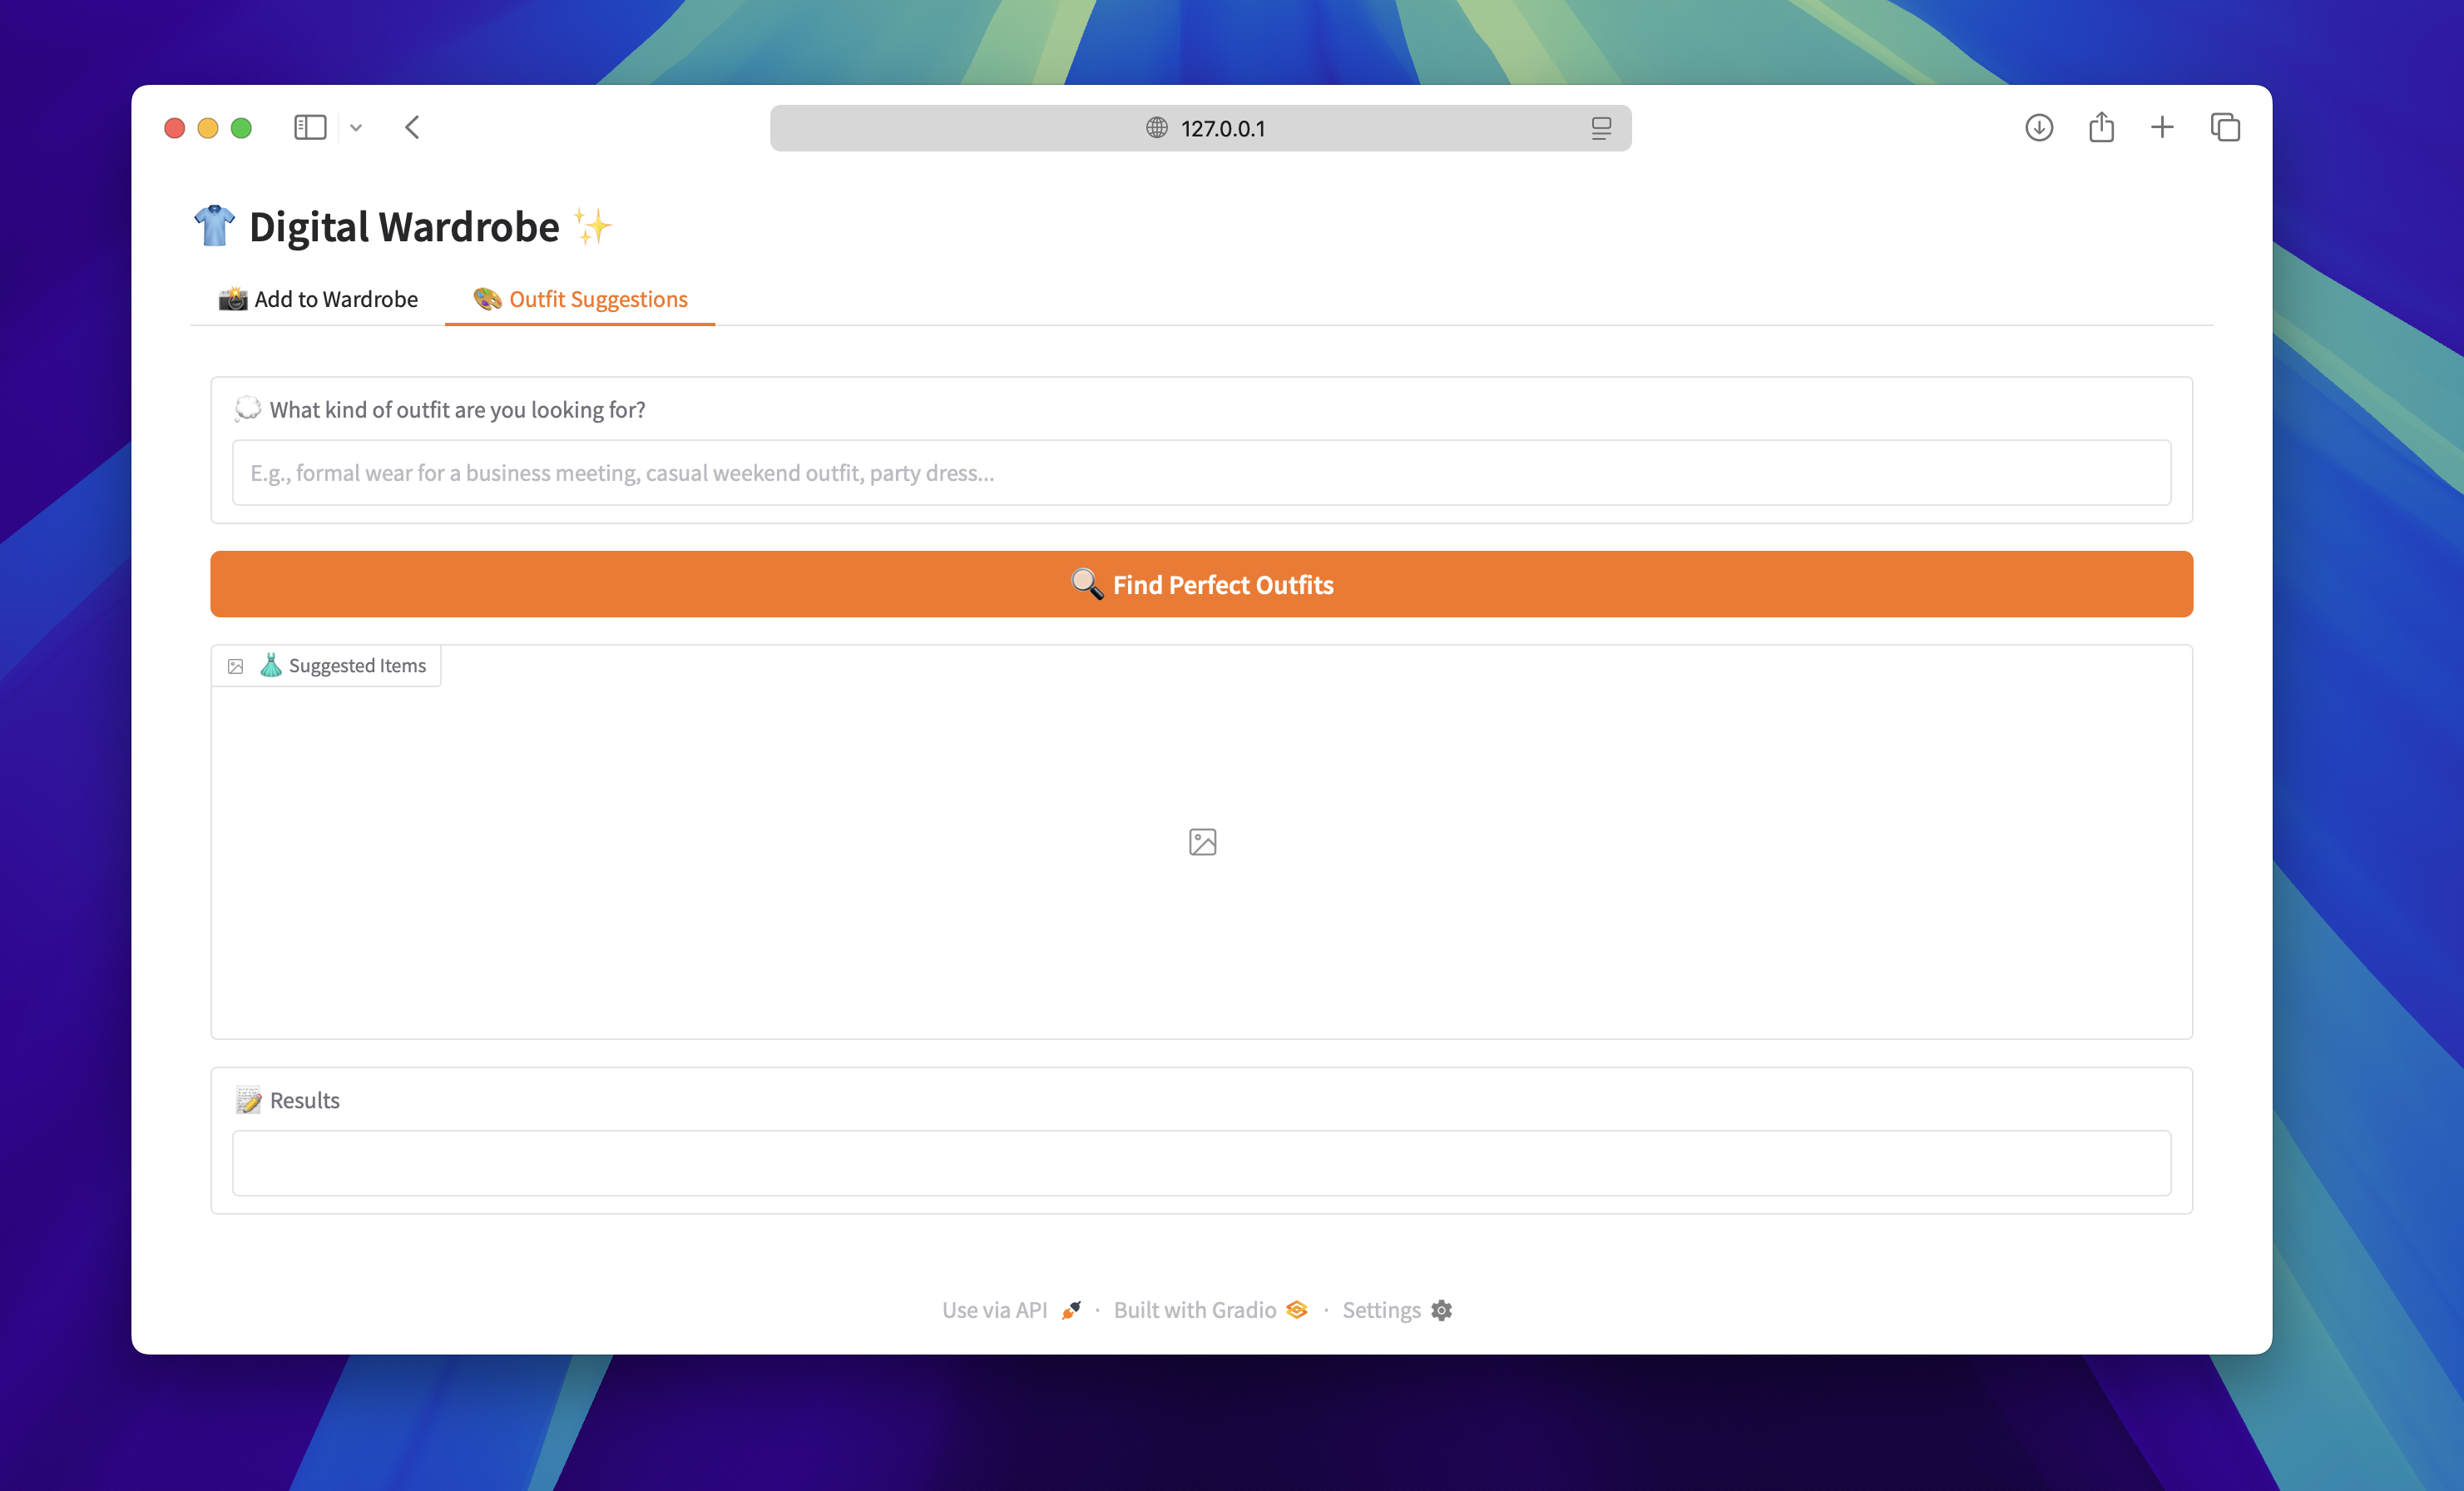 127.0.0.1
👕 Digital Wardrobe ✨
📸 Add to Wardrobe
🎨 Outfit Suggestions
💭 What kind of outfit are you looking for?
E.g., formal wear for a business meeting, casual weekend outfit, party dress...
🔍 Find Perfect Outfits
👗 Suggested Items
📝 Results
Use via API · Built with Gradio · Settings